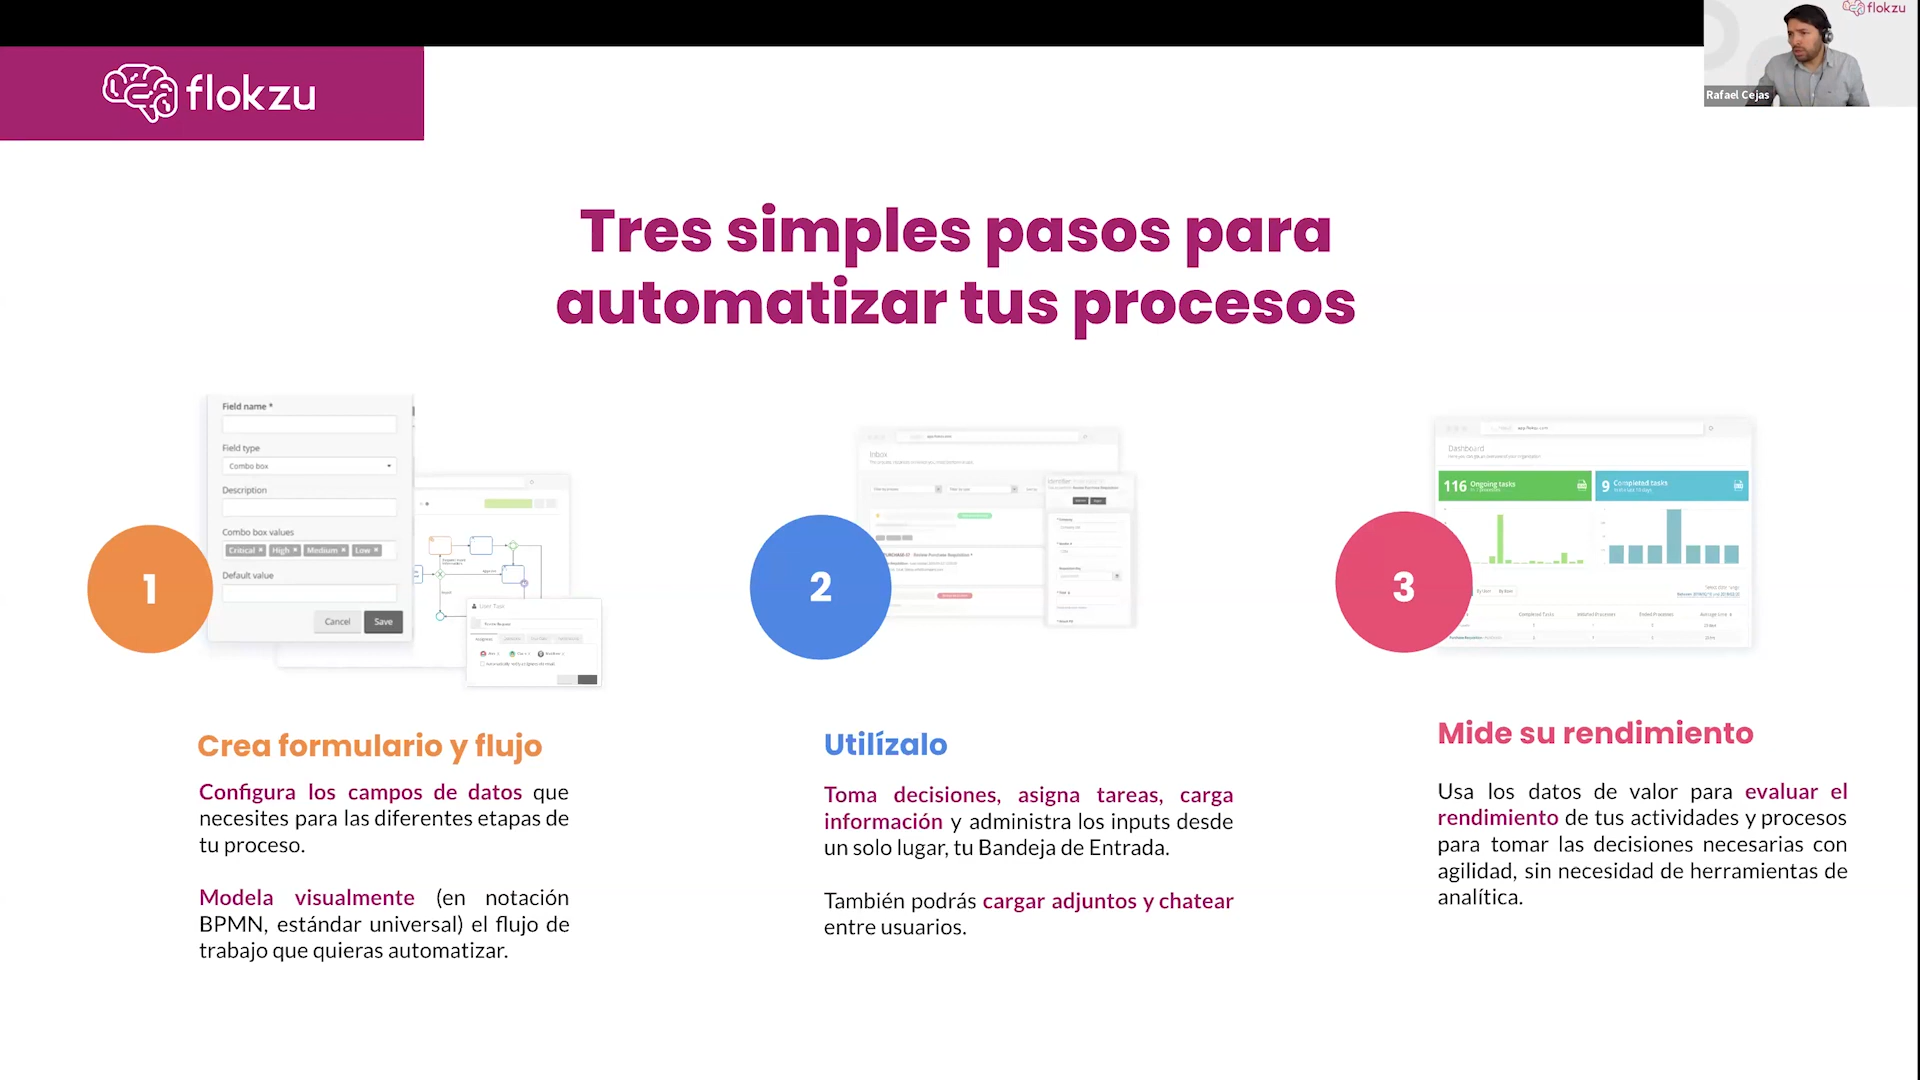 flokzu
flokzu
Rafael Cejas
Tres simples pasos para
automatizar tus procesos
Field name *
Field type
Combo box
Description
Combo box values
Critical × High × Medium × Low ×
Default value
Cancel Save
User Task
1
Inbox
2
Dashboard
116 Ongoing tasks
9 Completed tasks
Completed Tasks
Ended Processes
3
Crea formulario y flujo
Configura los campos de datos que
necesites para las diferentes etapas de
tu proceso.
Modela visualmente (en notación
BPMN, estándar universal) el flujo de
trabajo que quieras automatizar.
Utilízalo
Toma decisiones, asigna tareas, carga
información y administra los inputs desde
un solo lugar, tu Bandeja de Entrada.
También podrás cargar adjuntos y chatear
entre usuarios.
Mide su rendimiento
Usa los datos de valor para evaluar el
rendimiento de tus actividades y procesos
para tomar las decisiones necesarias con
agilidad, sin necesidad de herramientas de
analítica.